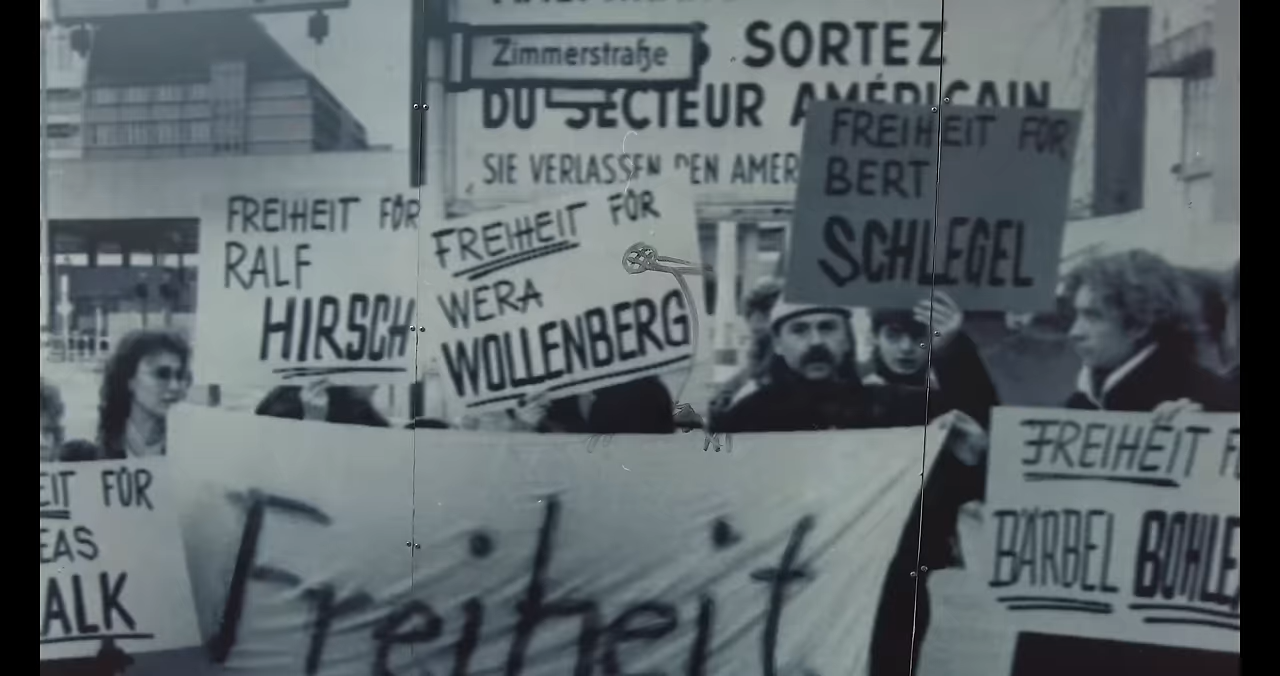 Zimmerstraße
SORTEZ
DU SECTEUR AMÉRICAIN
SIE VERLASSEN DEN AMER
FREIHEIT FÜR
BERT
SCHLEGEL
FREIHEIT FÜR
RALF
HIRSCH
FREIHEIT FÜR
WERA
WOLLENBERG
EIT FÜR
EAS
ALK
FREIHEIT F
BÄRBEL BOHLE
Freiheit